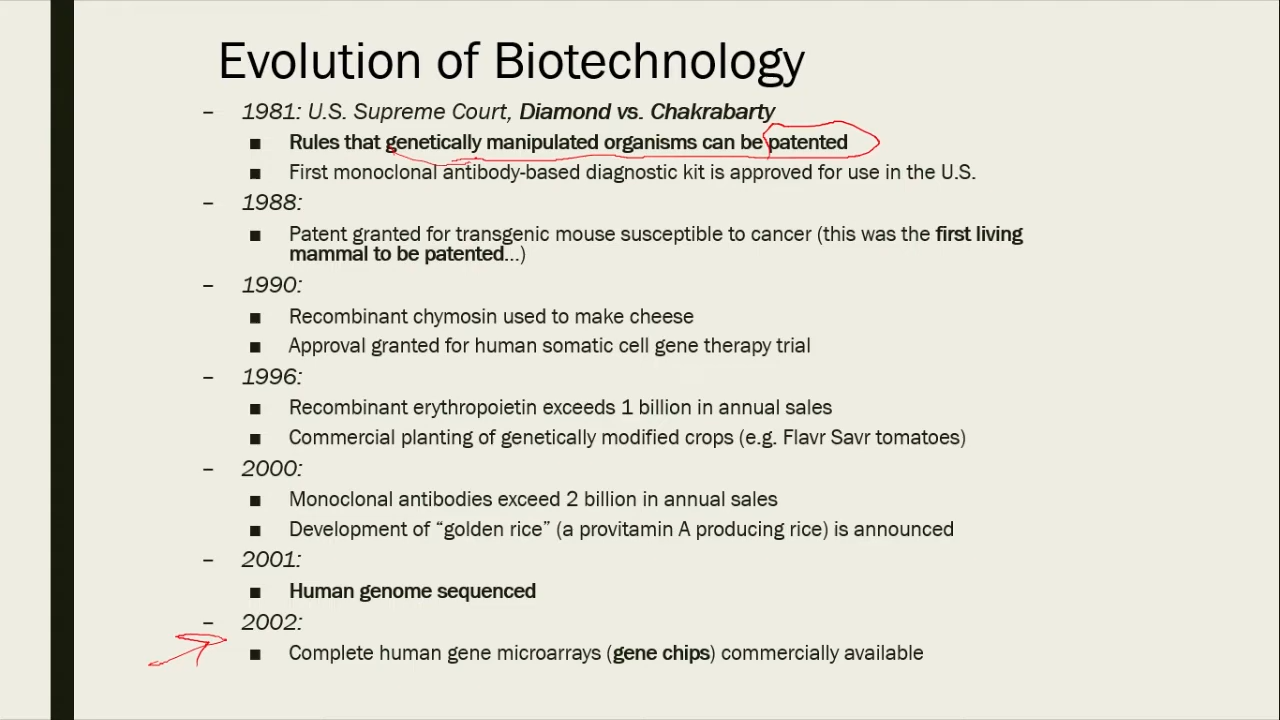 Evolution of Biotechnology
– 1981: U.S. Supreme Court, Diamond vs. Chakrabarty
■ Rules that genetically manipulated organisms can be patented
■ First monoclonal antibody-based diagnostic kit is approved for use in the U.S.
– 1988:
■ Patent granted for transgenic mouse susceptible to cancer (this was the first living
mammal to be patented...)
– 1990:
■ Recombinant chymosin used to make cheese
■ Approval granted for human somatic cell gene therapy trial
– 1996:
■ Recombinant erythropoietin exceeds 1 billion in annual sales
■ Commercial planting of genetically modified crops (e.g. Flavr Savr tomatoes)
– 2000:
■ Monoclonal antibodies exceed 2 billion in annual sales
■ Development of “golden rice” (a provitamin A producing rice) is announced
– 2001:
■ Human genome sequenced
– 2002:
■ Complete human gene microarrays (gene chips) commercially available